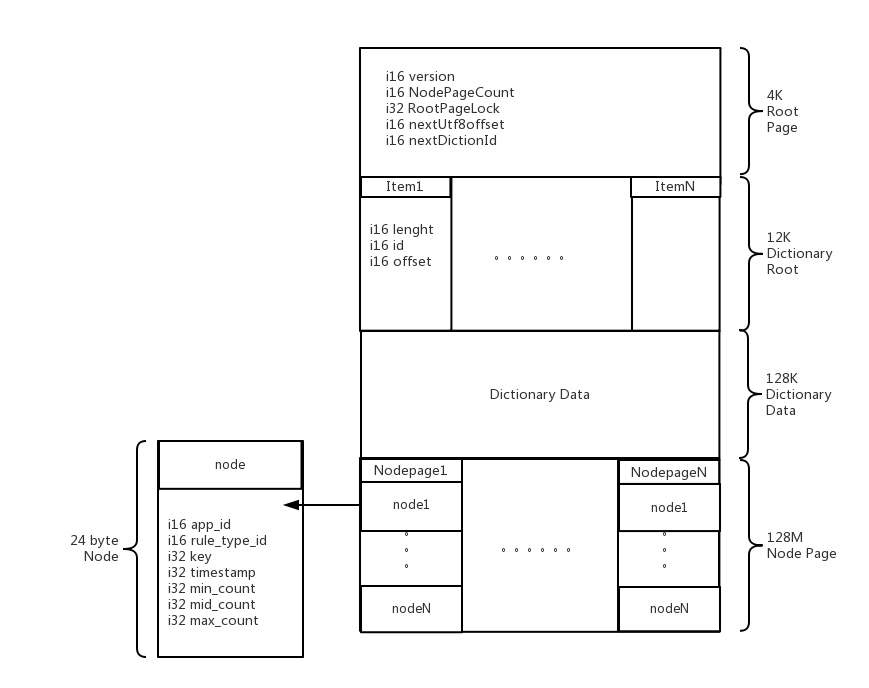 i16 version
i16 NodePageCount
i32 RootPageLock
i16 nextUtf8offset
i16 nextDictionId
4K
Root
Page
Item1
ItemN
i16 lenght
i16 id
i16 offset
12K
Dictionary
Root
Dictionary Data
128K
Dictionary
Data
node
Nodepage1
NodepageN
node1
node1
i16 app_id
i16 rule_type_id
i32 key
i32 timestamp
i32 min_count
i32 mid_count
i32 max_count
24 byte
Node
128M
Node Page
nodeN
nodeN